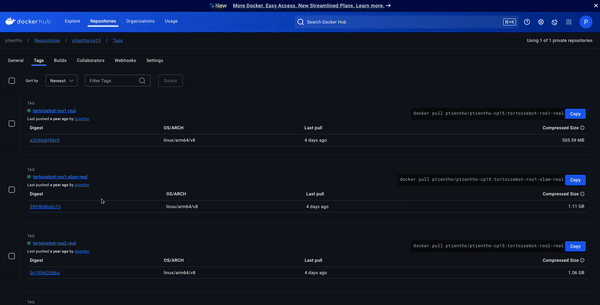 New More Docker. Easy Access. New Streamlined Plans. Learn more. →
dockerhub Explore Repositories Organizations Usage Search Docker Hub ⌘+K P
ptientho / Repositories / ptientho-cp15 / Tags Using 1 of 1 private repositories.
General Tags Builds Collaborators Webhooks Settings
Sort by Newest Filter Tags Delete
TAG
tortoisebot-ros1-real docker pull ptientho/ptientho-cp15:tortoisebot-ros1-real Copy
Last pushed a year ago by ptientho
Digest OS/ARCH Last pull Compressed Size
linux/arm64/v8 4 days ago 505.59 MB
TAG
tortoisebot-ros1-slam-real docker pull ptientho/ptientho-cp15:tortoisebot-ros1-slam-real Copy
Last pushed a year ago by ptientho
Digest OS/ARCH Last pull Compressed Size
linux/arm64/v8 4 days ago 1.11 GB
TAG
tortoisebot-ros2-real docker pull ptientho/ptientho-cp15:tortoisebot-ros2-real Copy
Last pushed a year ago by ptientho
Digest OS/ARCH Last pull Compressed Size
linux/arm64/v8 4 days ago 1.06 GB
TAG